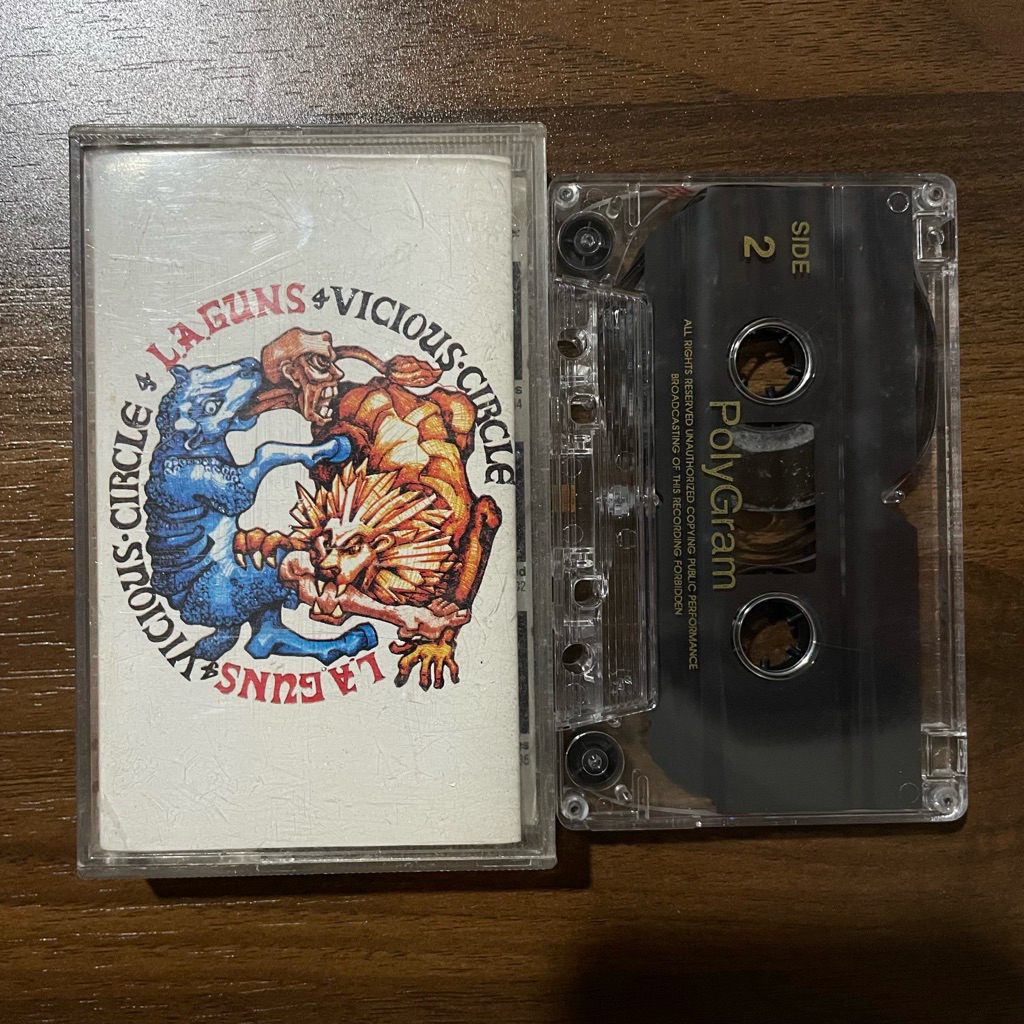 L.A GUNS VICIOUS·CIRCLE
L.A GUNS VICIOUS·CIRCLE
SIDE
2
PolyGram
ALL RIGHTS RESERVED UNAUTHORIZED COPYING PUBLIC PERFORMANCE
BROADCASTING OF THIS RECORDING FORBIDDEN